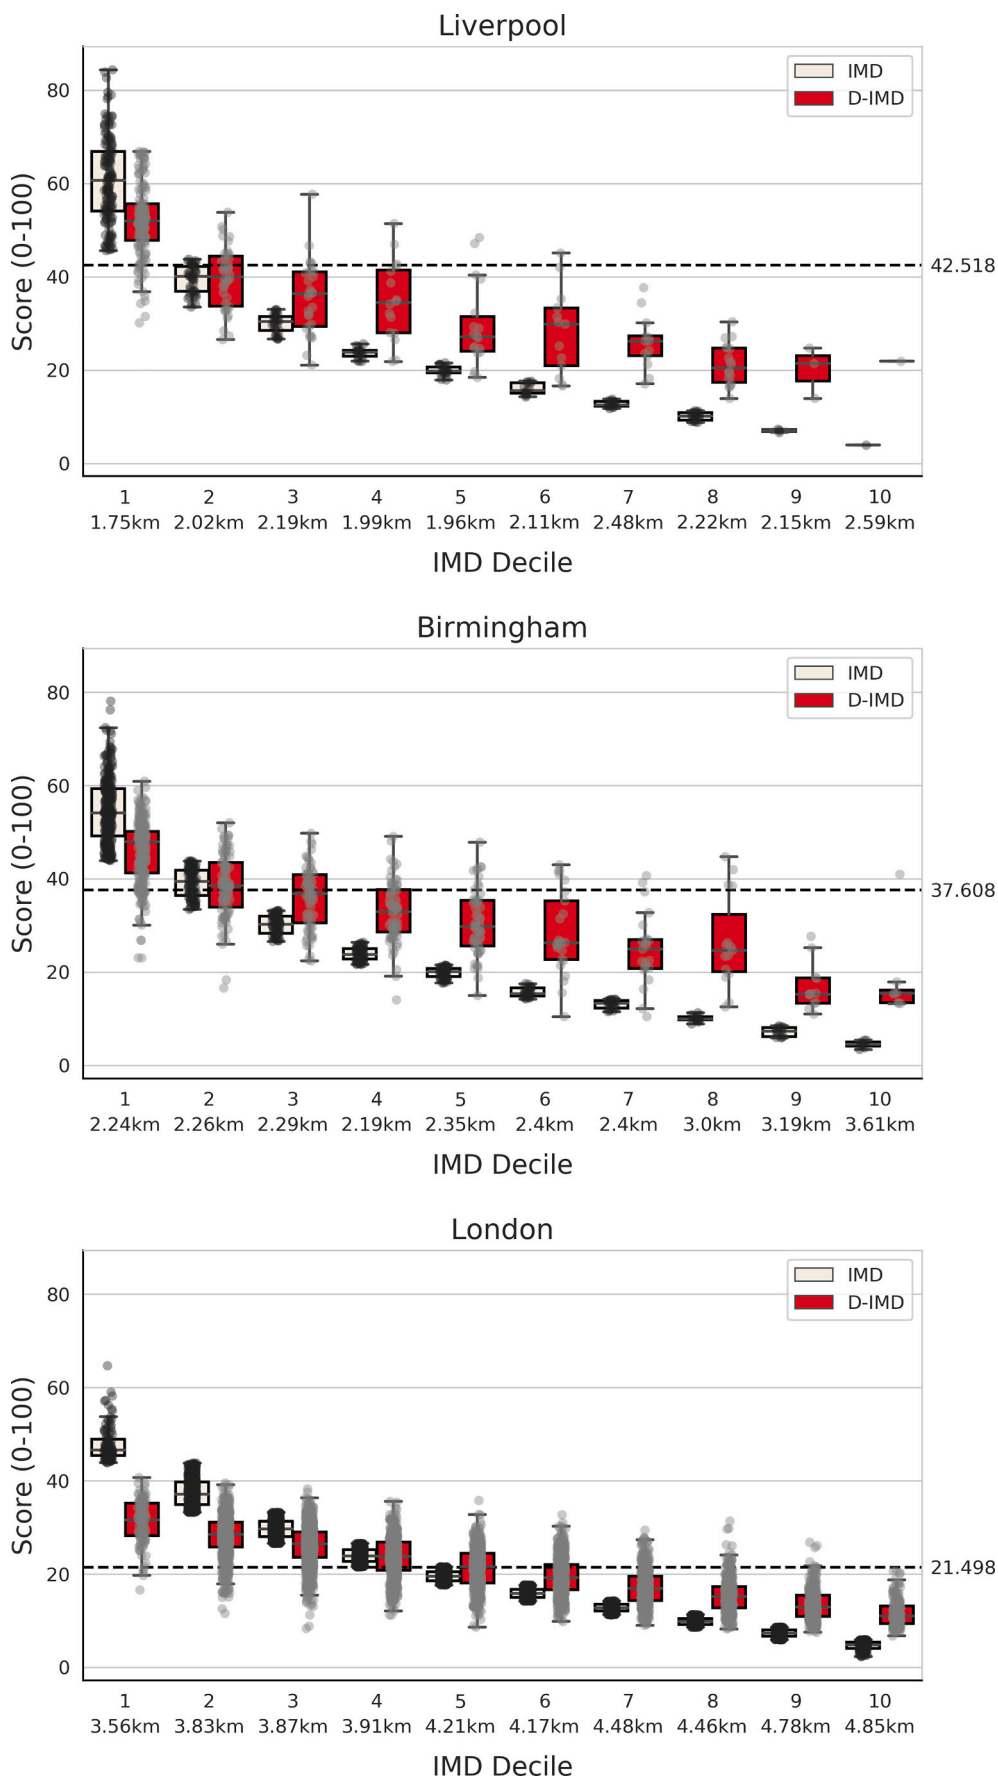 Liverpool
IMD
D-IMD
80
60
40
20
0
Score (0-100)
42.518
1 2 3 4 5 6 7 8 9 10
1.75km 2.02km 2.19km 1.99km 1.96km 2.11km 2.48km 2.22km 2.15km 2.59km
IMD Decile
Birmingham
IMD
D-IMD
80
60
40
20
0
Score (0-100)
37.608
1 2 3 4 5 6 7 8 9 10
2.24km 2.26km 2.29km 2.19km 2.35km 2.4km 2.4km 3.0km 3.19km 3.61km
IMD Decile
London
IMD
D-IMD
80
60
40
20
0
Score (0-100)
21.498
1 2 3 4 5 6 7 8 9 10
3.56km 3.83km 3.87km 3.91km 4.21km 4.17km 4.48km 4.46km 4.78km 4.85km
IMD Decile